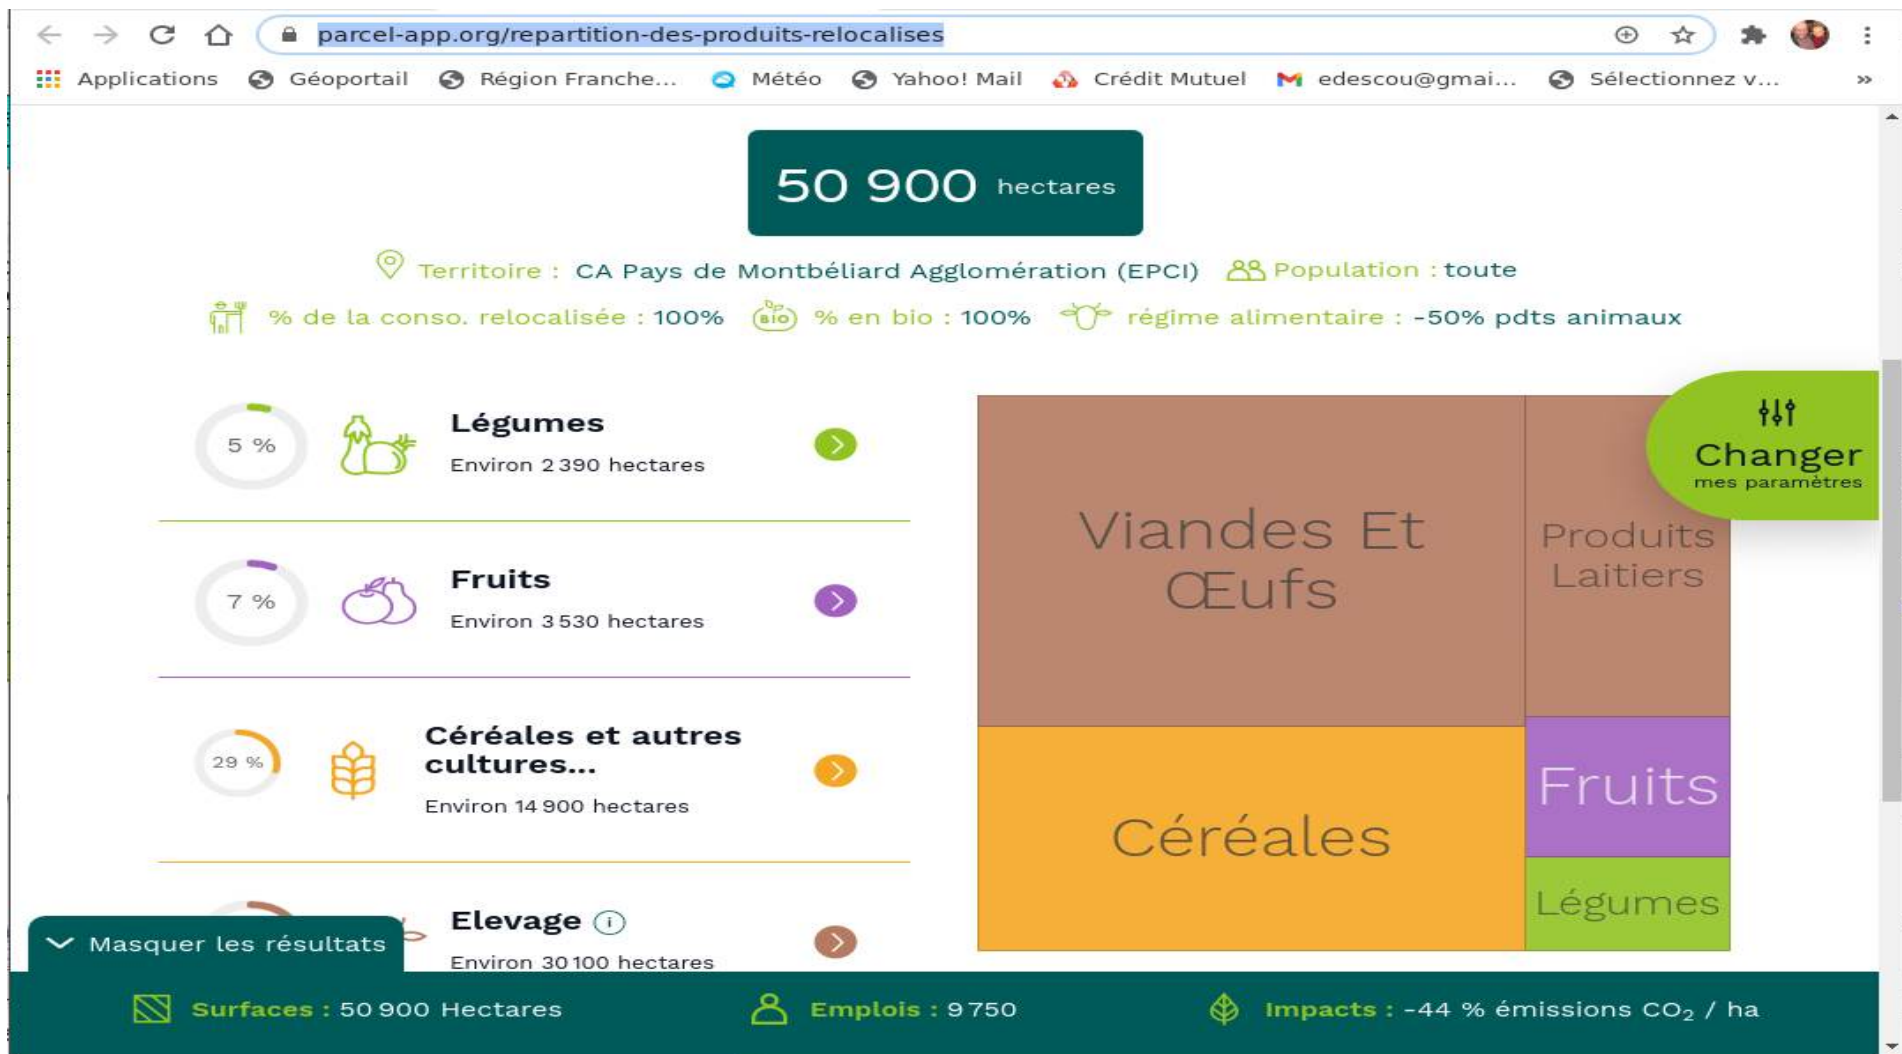 parcel-app.org/repartition-des-produits-relocalises
Applications Géoportail Région Franche... Météo Yahoo! Mail Crédit Mutuel edescou@gmai... Sélectionnez v... »
50 900 hectares
Territoire : CA Pays de Montbéliard Agglomération (EPCI) Population : toute
% de la conso. relocalisée : 100% BIO % en bio : 100% régime alimentaire : -50% pdts animaux
5 %
Légumes
Environ 2 390 hectares
7 %
Fruits
Environ 3 530 hectares
29 %
Céréales et autres
cultures...
Environ 14 900 hectares
Elevage i
Environ 30 100 hectares
Viandes Et
Œufs
Produits
Laitiers
Céréales
Fruits
Légumes
Changer
mes paramètres
Masquer les résultats
Surfaces : 50 900 Hectares Emplois : 9 750 Impacts : -44 % émissions CO₂ / ha